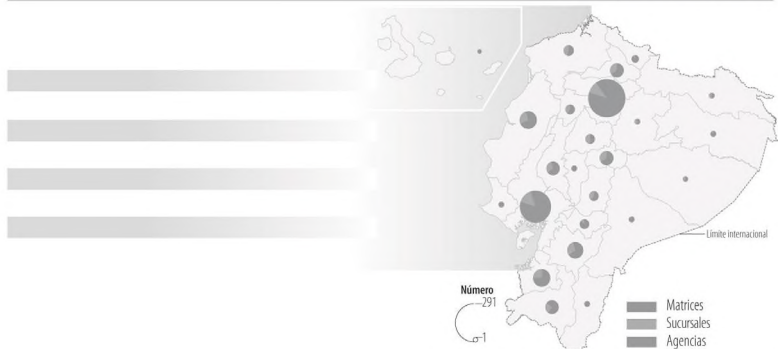 Límite internacional
Número
291
1
Matrices
Sucursales
Agencias